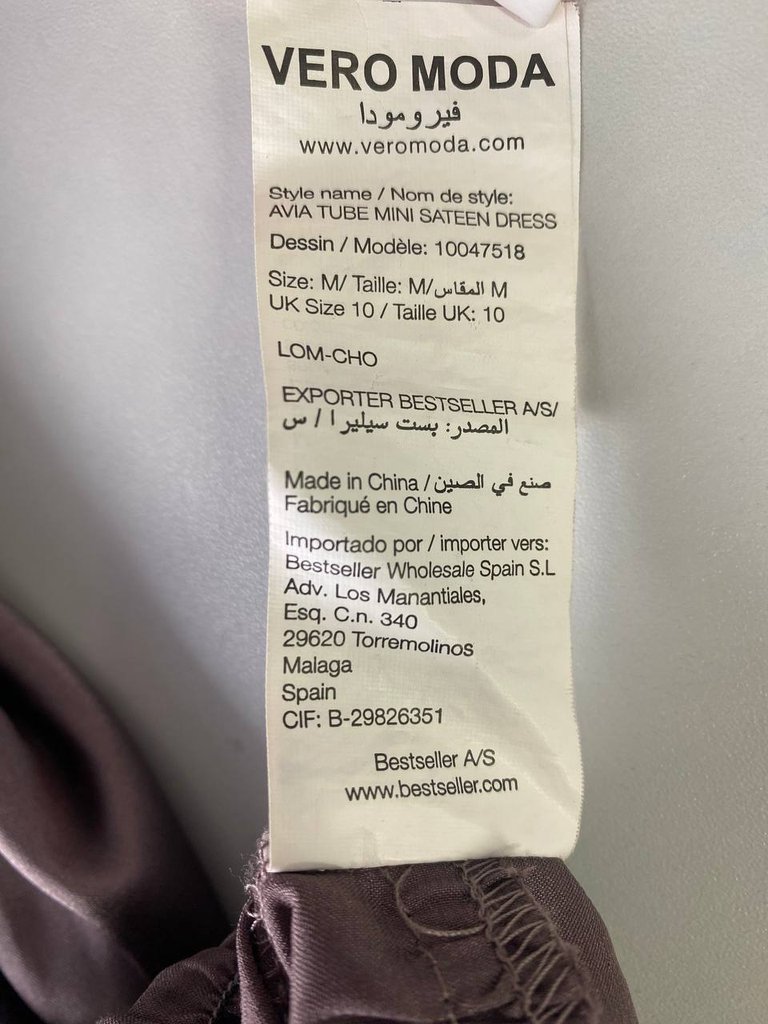 VERO MODA
فيرومودا
www.veromoda.com
Style name / Nom de style:
AVIA TUBE MINI SATEEN DRESS
Dessin / Modèle: 10047518
Size: M/ Taille: M/المقاس M
UK Size 10 / Taille UK: 10
LOM-CHO
EXPORTER BESTSELLER A/S/
المصدر: بست سيلير ا / س
Made in China / صنع في الصين
Fabriqué en Chine
Importado por / importer vers:
Bestseller Wholesale Spain S.L
Adv. Los Manantiales,
Esq. C.n. 340
29620 Torremolinos
Malaga
Spain
CIF: B-29826351
Bestseller A/S
www.bestseller.com